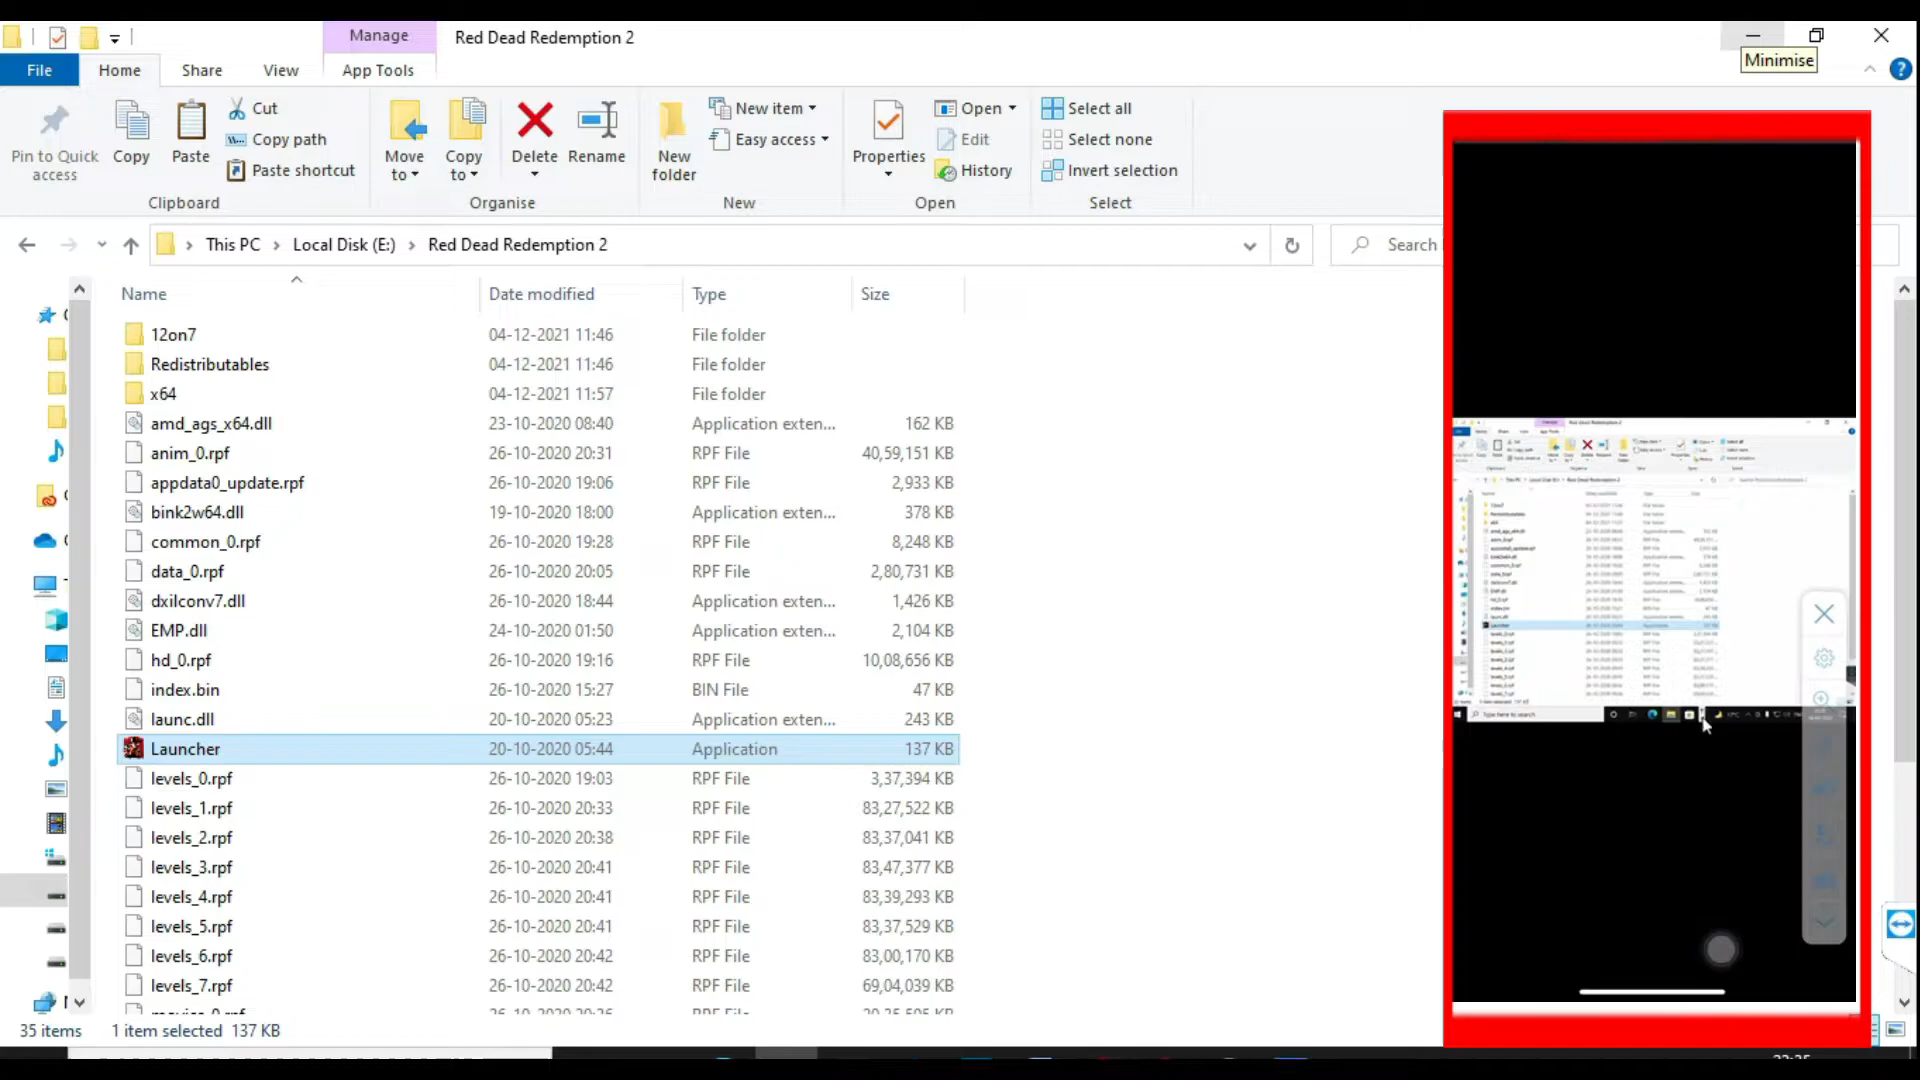 Manage
Red Dead Redemption 2
Minimise
File
Home
Share
View
App Tools
Pin to Quick access
Copy
Paste
Cut
Copy path
Paste shortcut
Clipboard
Move to
Copy to
Delete
Rename
Organise
New folder
New item
Easy access
New
Properties
Open
Edit
History
Open
Select all
Select none
Invert selection
Select
This PC
Local Disk (E:)
Red Dead Redemption 2
Search
Name Date modified Type Size
12on7 04-12-2021 11:46 File folder
Redistributables 04-12-2021 11:46 File folder
x64 04-12-2021 11:57 File folder
amd_ags_x64.dll 23-10-2020 08:40 Application exten... 162 KB
anim_0.rpf 26-10-2020 20:31 RPF File 40,59,151 KB
appdata0_update.rpf 26-10-2020 19:06 RPF File 2,933 KB
bink2w64.dll 19-10-2020 18:00 Application exten... 378 KB
common_0.rpf 26-10-2020 19:28 RPF File 8,248 KB
data_0.rpf 26-10-2020 20:05 RPF File 2,80,731 KB
dxilconv7.dll 26-10-2020 18:44 Application exten... 1,426 KB
EMP.dll 24-10-2020 01:50 Application exten... 2,104 KB
hd_0.rpf 26-10-2020 19:16 RPF File 10,08,656 KB
index.bin 26-10-2020 15:27 BIN File 47 KB
launc.dll 20-10-2020 05:23 Application exten... 243 KB
Launcher 20-10-2020 05:44 Application 137 KB
levels_0.rpf 26-10-2020 19:03 RPF File 3,37,394 KB
levels_1.rpf 26-10-2020 20:33 RPF File 83,27,522 KB
levels_2.rpf 26-10-2020 20:38 RPF File 83,37,041 KB
levels_3.rpf 26-10-2020 20:41 RPF File 83,47,377 KB
levels_4.rpf 26-10-2020 20:41 RPF File 83,39,293 KB
levels_5.rpf 26-10-2020 20:41 RPF File 83,37,529 KB
levels_6.rpf 26-10-2020 20:42 RPF File 83,00,170 KB
levels_7.rpf 26-10-2020 20:42 RPF File 69,04,039 KB
35 items 1 item selected 137 KB